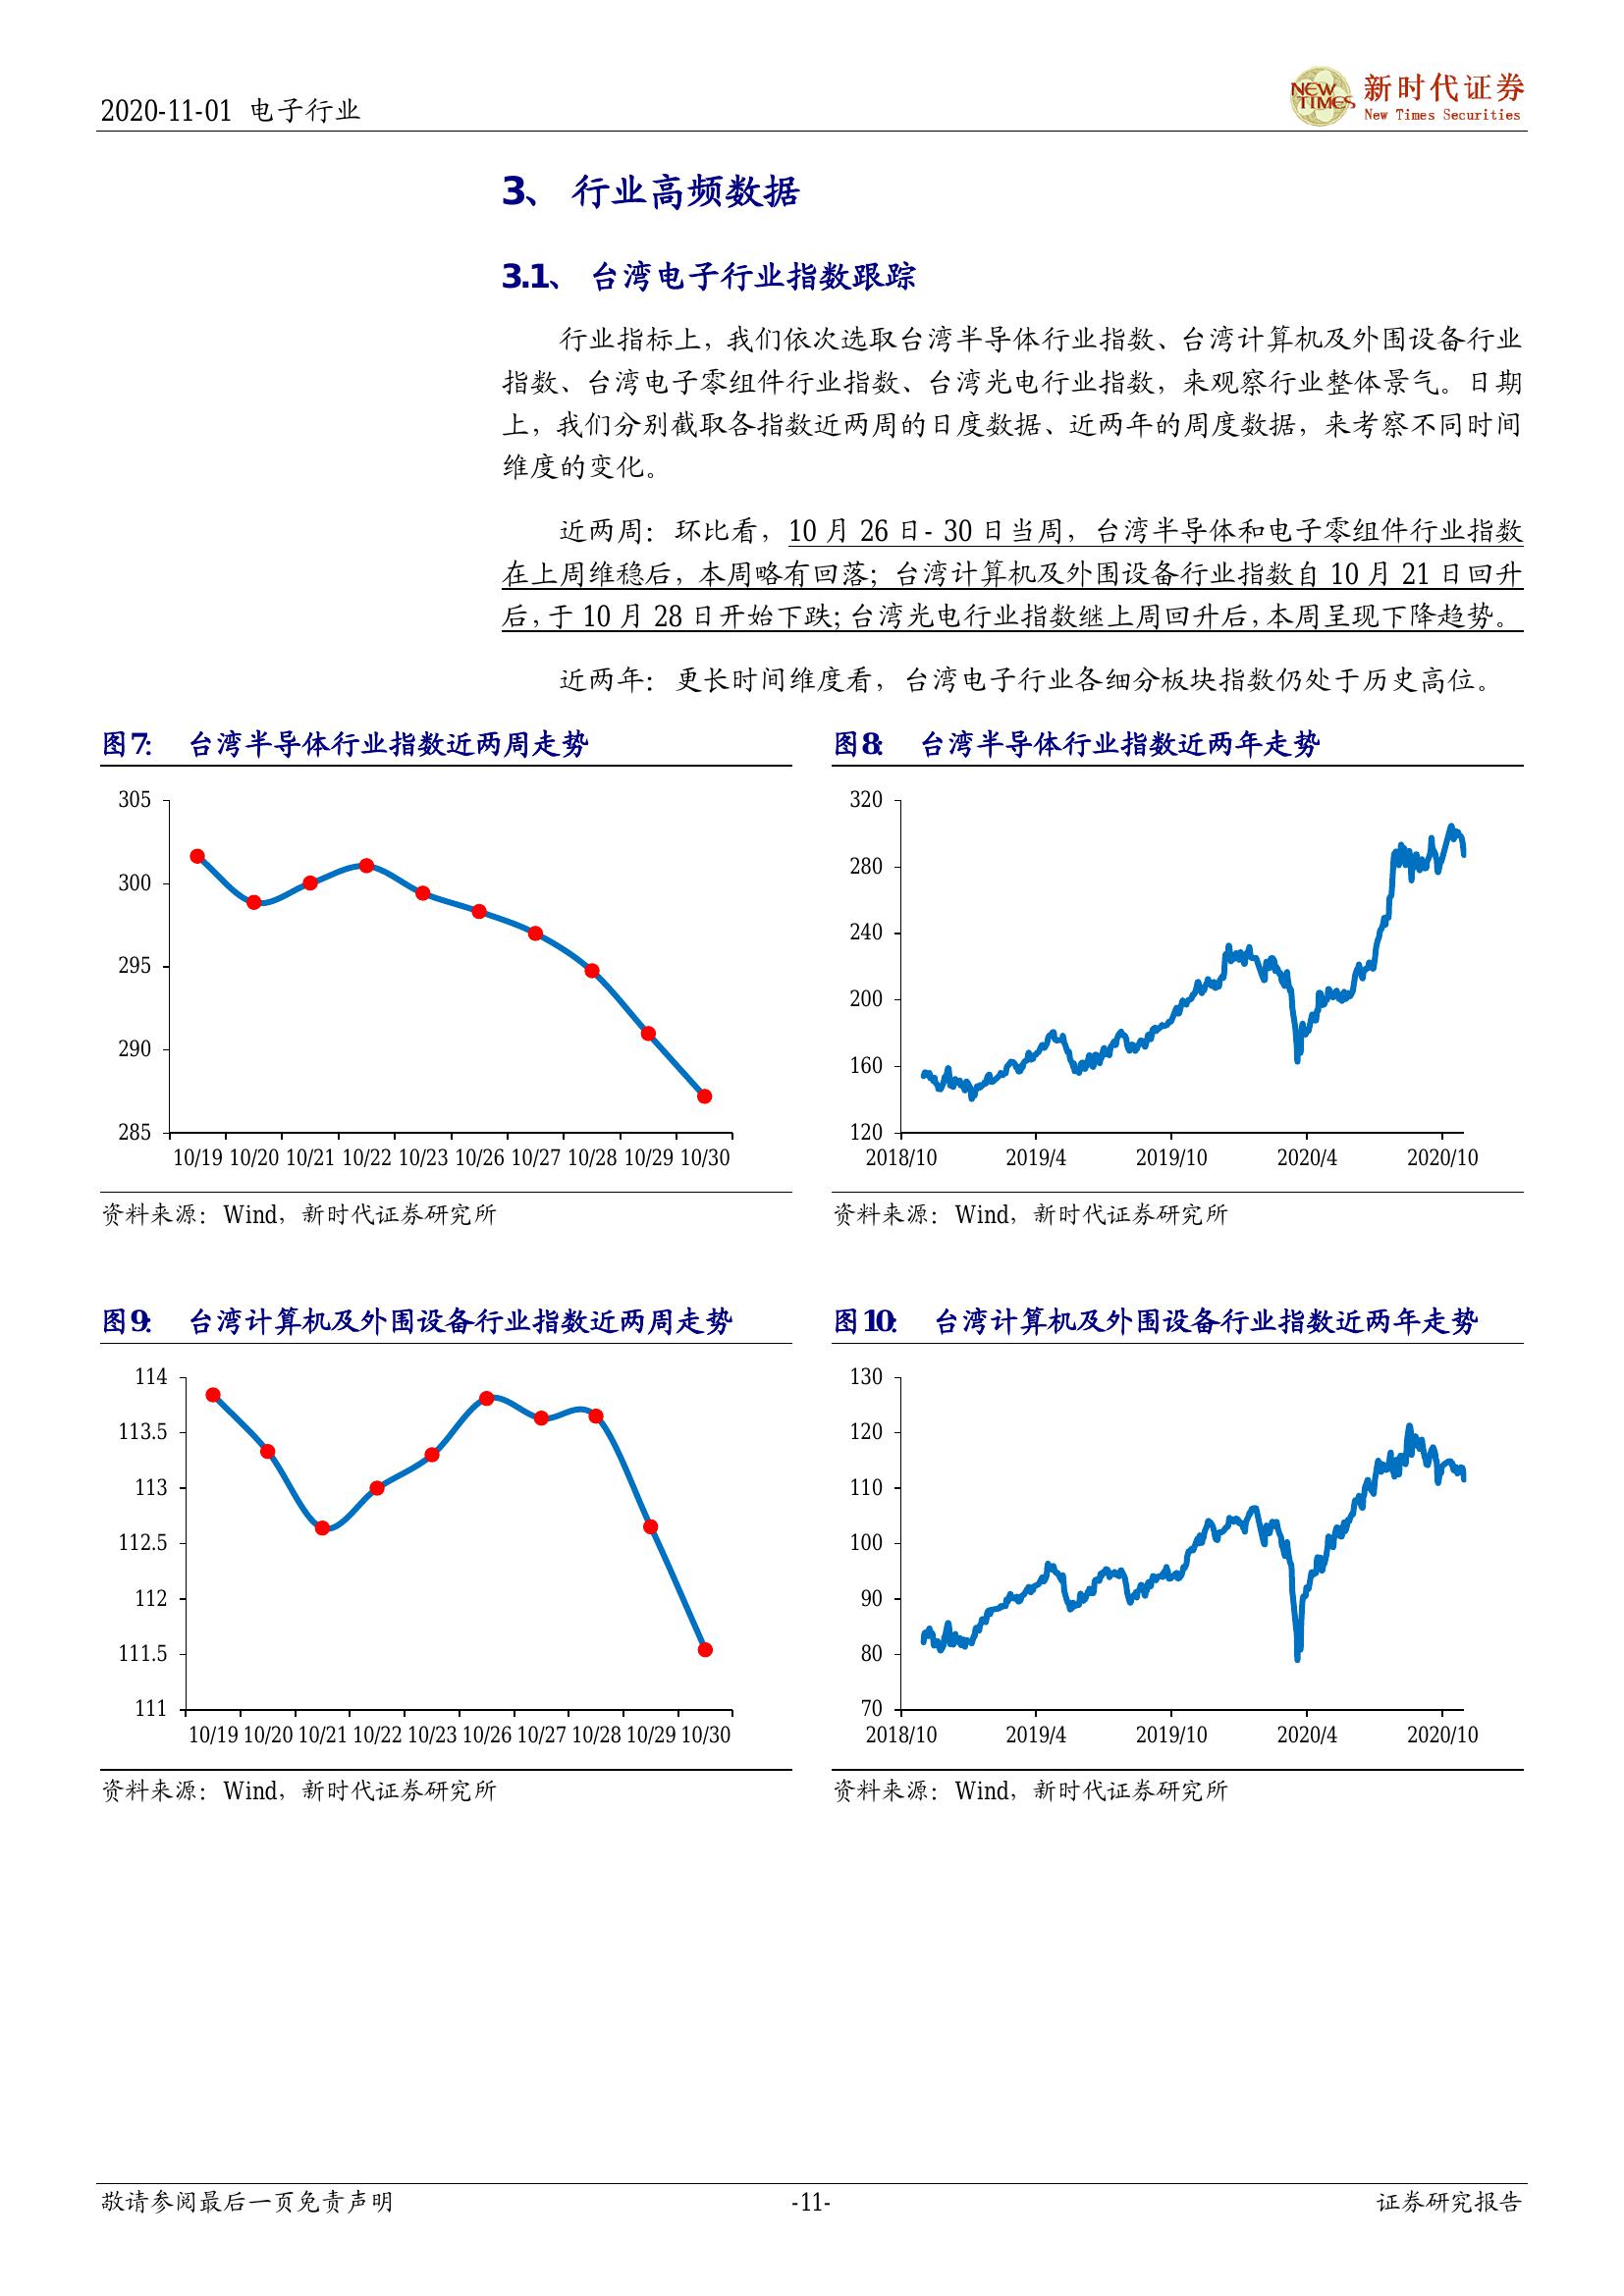 2020-11-01 电子行业
NEW TIMES 新时代证券
New Times Securities
3、 行业高频数据
3.1、 台湾电子行业指数跟踪
行业指标上，我们依次选取台湾半导体行业指数、台湾计算机及外围设备行业
指数、台湾电子零组件行业指数、台湾光电行业指数，来观察行业整体景气。日期
上，我们分别截取各指数近两周的日度数据、近两年的周度数据，来考察不同时间
维度的变化。
近两周：环比看，10 月 26 日- 30 日当周，台湾半导体和电子零组件行业指数
在上周维稳后，本周略有回落；台湾计算机及外围设备行业指数自 10 月 21 日回升
后，于 10 月 28 日开始下跌；台湾光电行业指数继上周回升后，本周呈现下降趋势。
近两年：更长时间维度看，台湾电子行业各细分板块指数仍处于历史高位。
图7： 台湾半导体行业指数近两周走势
305
300
295
290
285
10/19 10/20 10/21 10/22 10/23 10/26 10/27 10/28 10/29 10/30
资料来源：Wind，新时代证券研究所
图8： 台湾半导体行业指数近两年走势
320
280
240
200
160
120
2018/10 2019/4 2019/10 2020/4 2020/10
资料来源：Wind，新时代证券研究所
图9： 台湾计算机及外围设备行业指数近两周走势
114
113.5
113
112.5
112
111.5
111
10/19 10/20 10/21 10/22 10/23 10/26 10/27 10/28 10/29 10/30
资料来源：Wind，新时代证券研究所
图10： 台湾计算机及外围设备行业指数近两年走势
130
120
110
100
90
80
70
2018/10 2019/4 2019/10 2020/4 2020/10
资料来源：Wind，新时代证券研究所
敬请参阅最后一页免责声明 -11- 证券研究报告